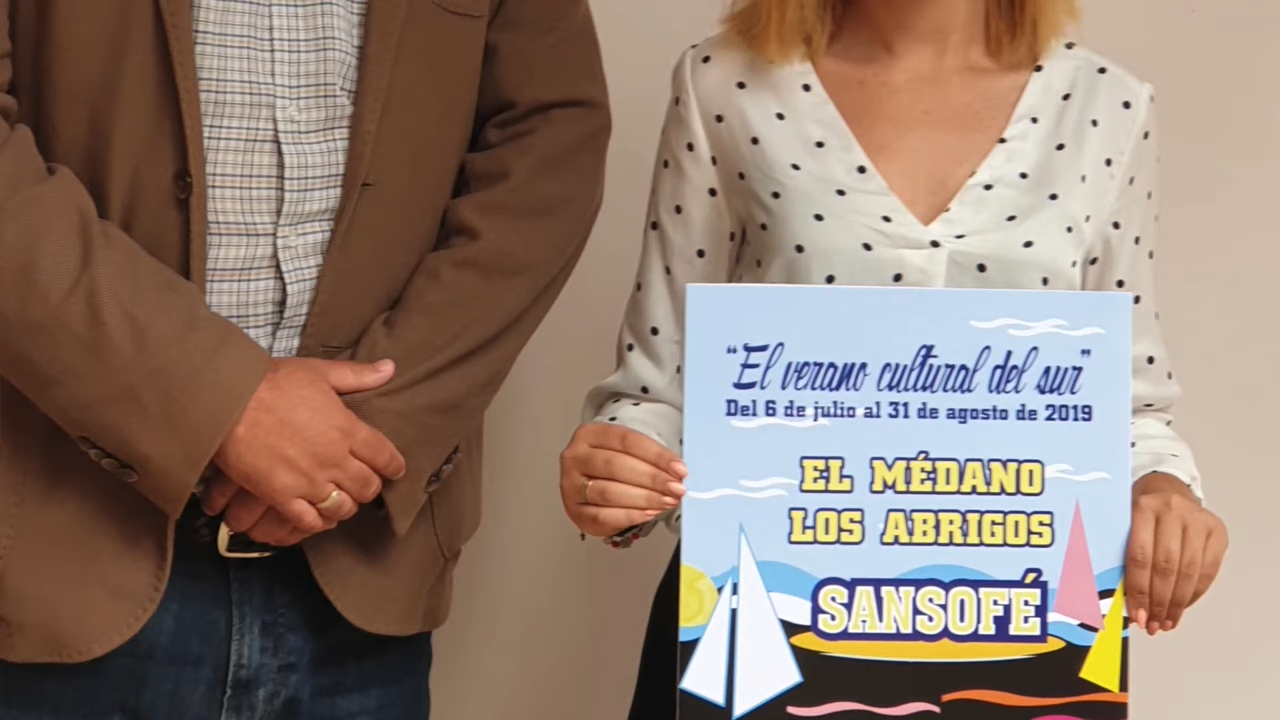 "El verano cultural del sur"
Del 6 de julio al 31 de agosto de 2019
EL MÉDANO
LOS ABRIGOS
SANSOFÉ